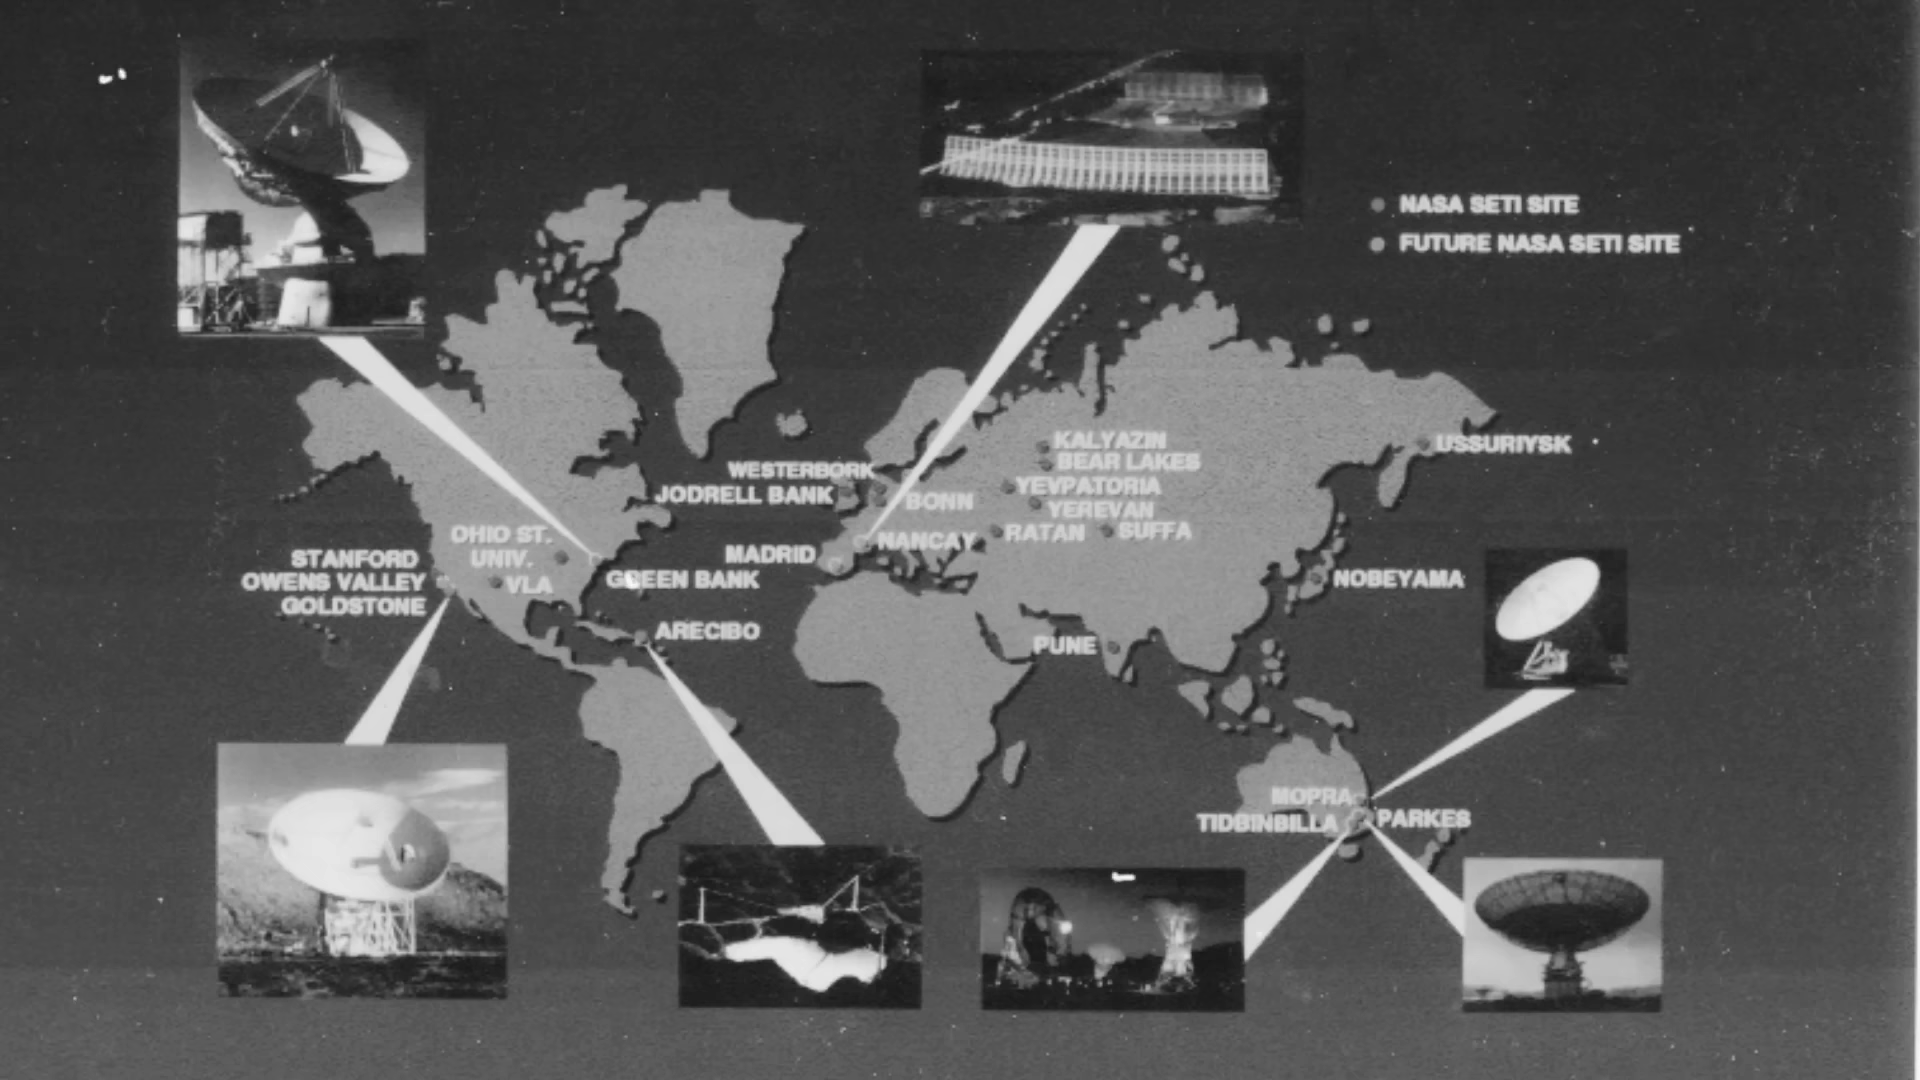 NASA SETI SITE
FUTURE NASA SETI SITE
KALYAZIN
USSURIYSK
BEAR LAKES
WESTERBORK
JODRELL BANK
YEVPATORIA
BONN
YEREVAN
OHIO ST.
UNIV.
RATAN
SUFFA
NANCAY
MADRID
STANFORD
OWENS VALLEY
GOLDSTONE
VLA
GREEN BANK
NOBEYAMA
ARECIBO
PUNE
MOPRA
TIDBINBILLA
PARKES